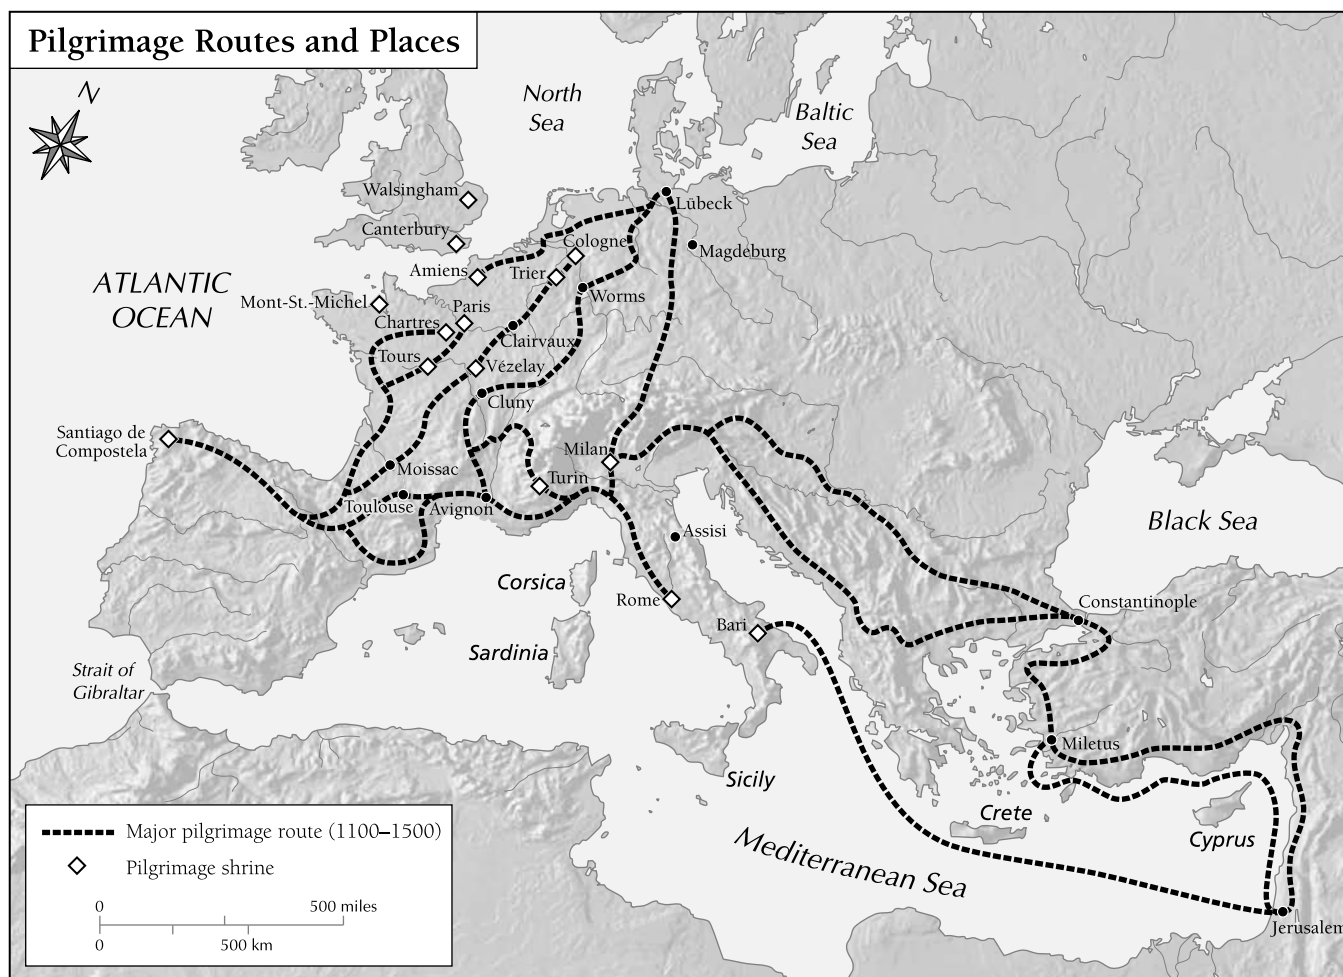 Pilgrimage Routes and Places
N
North
Sea
Baltic
Sea
Walsingham
Lübeck
Canterbury
Cologne
Magdeburg
Amiens
Trier
ATLANTIC
OCEAN
Mont-St.-Michel
Paris
Worms
Chartres
Clairvaux
Tours
Vézelay
Cluny
Santiago de
Compostela
Milan
Moissac
Turin
Toulouse
Avignon
Black Sea
Assisi
Corsica
Rome
Constantinople
Bari
Sardinia
Strait of
Gibraltar
Miletus
Sicily
Crete
Cyprus
Mediterranean Sea
Jerusalem
Major pilgrimage route (1100–1500)
Pilgrimage shrine
0 500 miles
0 500 km